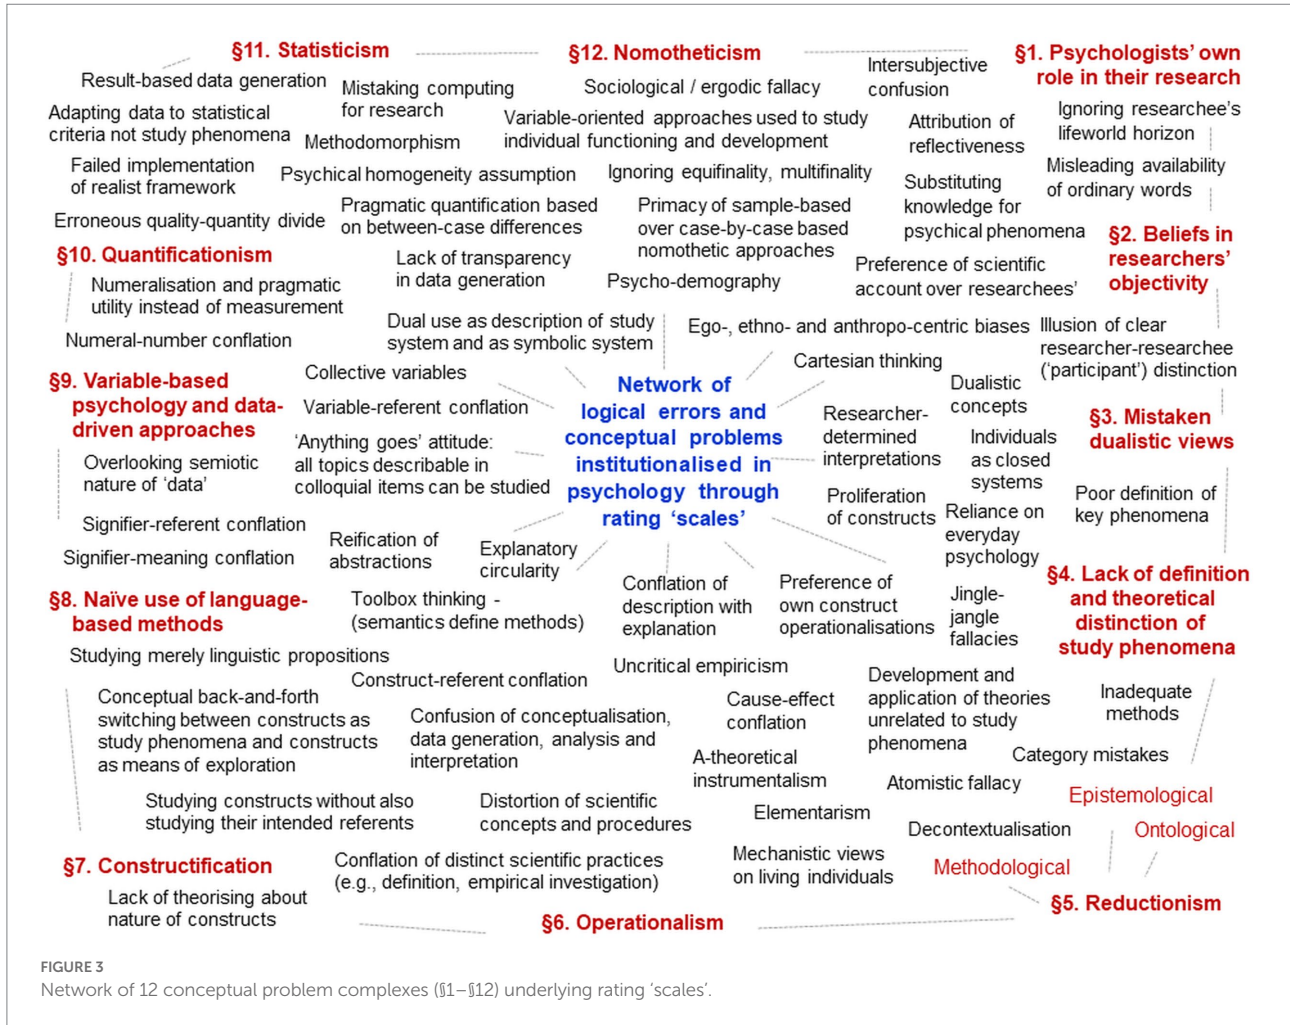 §11. Statisticism
§12. Nomotheticism
§1. Psychologists' own
role in their research
Result-based data generation
Mistaking computing
for research
Sociological / ergodic fallacy
Intersubjective
confusion
Adapting data to statistical
criteria not study phenomena
Methodomorphism
Variable-oriented approaches used to study
individual functioning and development
Attribution of
reflectiveness
Ignoring researchee's
lifeworld horizon
Failed implementation
of realist framework
Psychical homogeneity assumption
Ignoring equifinality, multifinality
Misleading availability
of ordinary words
Substituting
knowledge for
psychical phenomena
Erroneous quality-quantity divide
Pragmatic quantification based
on between-case differences
Primacy of sample-based
over case-by-case based
nomothetic approaches
§2. Beliefs in
researchers'
objectivity
§10. Quantificationism
Lack of transparency
in data generation
Psycho-demography
Preference of scientific
account over researchees'
Numeralisation and pragmatic
utility instead of measurement
Numeral-number conflation
Dual use as description of study
system and as symbolic system
Ego-, ethno- and anthropo-centric biases
Illusion of clear
researcher-researchee
('participant') distinction
§9. Variable-based
psychology and data-
driven approaches
Collective variables
Variable-referent conflation
Network of
logical errors and
conceptual problems
institutionalised in
psychology through
rating 'scales'
Cartesian thinking
Dualistic
concepts
Researcher-
determined
interpretations
§3. Mistaken
dualistic views
'Anything goes' attitude:
all topics describable in
colloquial items can be studied
Individuals
as closed
systems
Overlooking semiotic
nature of 'data'
Proliferation
of constructs
Poor definition of
key phenomena
Signifier-referent conflation
Signifier-meaning conflation
Reification of
abstractions
Explanatory
circularity
Reliance on
everyday
psychology
§8. Naïve use of language-
based methods
Toolbox thinking -
(semantics define methods)
Conflation of
description with
explanation
Preference of
own construct
operationalisations
Jingle-
jangle
fallacies
§4. Lack of definition
and theoretical
distinction of
study phenomena
Studying merely linguistic propositions
Construct-referent conflation
Uncritical empiricism
Conceptual back-and-forth
switching between constructs as
study phenomena and constructs
as means of exploration
Confusion of conceptualisation,
data generation, analysis and
interpretation
Cause-effect
conflation
Development and
application of theories
unrelated to study
phenomena
Inadequate
methods
A-theoretical
instrumentalism
Category mistakes
Atomistic fallacy
Studying constructs without also
studying their intended referents
Distortion of scientific
concepts and procedures
Elementarism
Epistemological
Decontextualisation
Ontological
§7. Constructification
Conflation of distinct scientific practices
(e.g., definition, empirical investigation)
Mechanistic views
on living individuals
Methodological
Lack of theorising about
nature of constructs
§6. Operationalism
§5. Reductionism
FIGURE 3
Network of 12 conceptual problem complexes (§1–§12) underlying rating 'scales'.